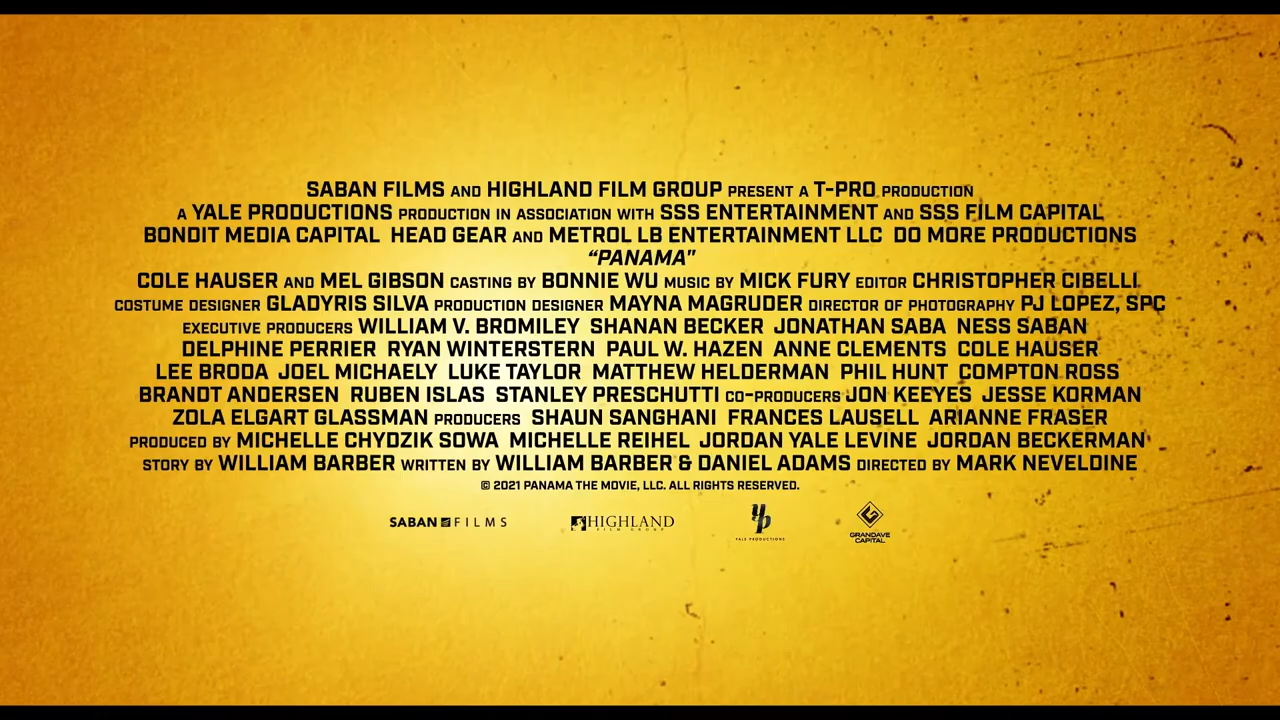 SABAN FILMS AND HIGHLAND FILM GROUP PRESENT A T-PRO PRODUCTION
A YALE PRODUCTIONS PRODUCTION IN ASSOCIATION WITH SSS ENTERTAINMENT AND SSS FILM CAPITAL
BONDIT MEDIA CAPITAL HEAD GEAR AND METROL LB ENTERTAINMENT LLC DO MORE PRODUCTIONS
“PANAMA”
COLE HAUSER AND MEL GIBSON CASTING BY BONNIE WU MUSIC BY MICK FURY EDITOR CHRISTOPHER CIBELLI
COSTUME DESIGNER GLADYRIS SILVA PRODUCTION DESIGNER MAYNA MAGRUDER DIRECTOR OF PHOTOGRAPHY PJ LOPEZ, SPC
EXECUTIVE PRODUCERS WILLIAM V. BROMILEY SHANAN BECKER JONATHAN SABA NESS SABAN
DELPHINE PERRIER RYAN WINTERSTERN PAUL W. HAZEN ANNE CLEMENTS COLE HAUSER
LEE BRODA JOEL MICHAELY LUKE TAYLOR MATTHEW HELDERMAN PHIL HUNT COMPTON ROSS
BRANDT ANDERSEN RUBEN ISLAS STANLEY PRESCHUTTI CO-PRODUCERS JON KEEYES JESSE KORMAN
ZOLA ELGART GLASSMAN PRODUCERS SHAUN SANGHANI FRANCES LAUSELL ARIANNE FRASER
PRODUCED BY MICHELLE CHYDZIK SOWA MICHELLE REIHEL JORDAN YALE LEVINE JORDAN BECKERMAN
STORY BY WILLIAM BARBER WRITTEN BY WILLIAM BARBER & DANIEL ADAMS DIRECTED BY MARK NEVELDINE
© 2021 PANAMA THE MOVIE, LLC. ALL RIGHTS RESERVED.
SABAN FILMS
HIGHLAND
FILM GROUP
yp
YALE PRODUCTIONS
GRANDAVE
CAPITAL